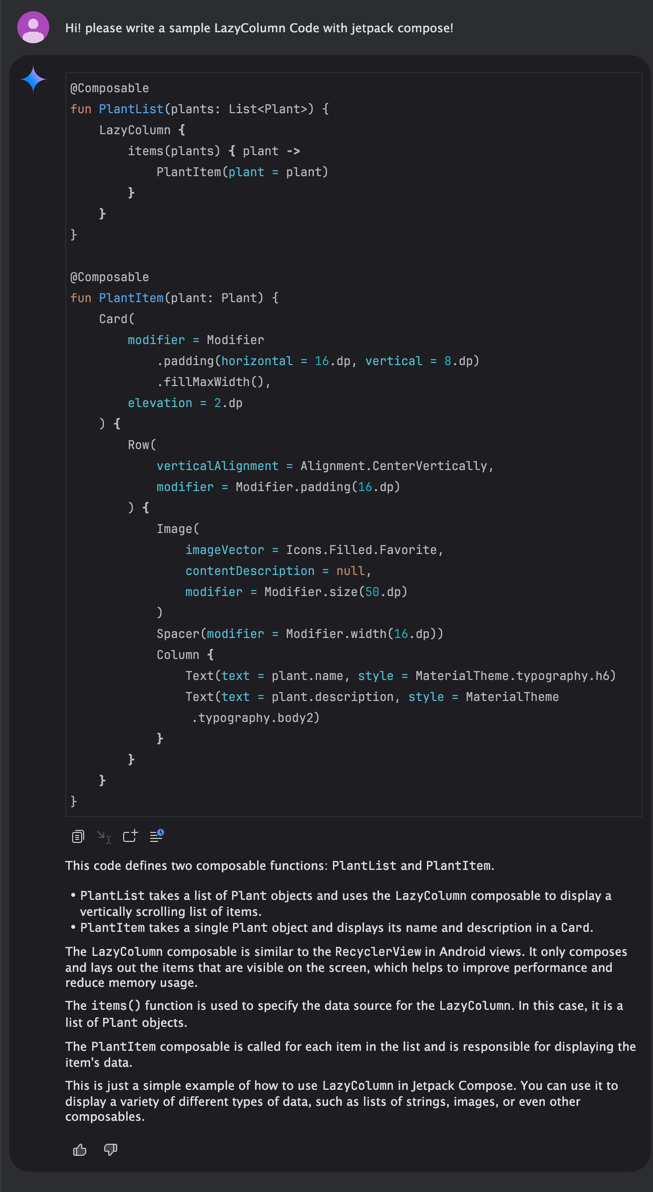 Hi! please write a sample LazyColumn Code with jetpack compose!
@Composable
fun PlantList(plants: List<Plant>) {
    LazyColumn {
        items(plants) { plant ->
            PlantItem(plant = plant)
        }
    }
}

@Composable
fun PlantItem(plant: Plant) {
    Card(
        modifier = Modifier
            .padding(horizontal = 16.dp, vertical = 8.dp)
            .fillMaxWidth(),
        elevation = 2.dp
    ) {
        Row(
            verticalAlignment = Alignment.CenterVertically,
            modifier = Modifier.padding(16.dp)
        ) {
            Image(
                imageVector = Icons.Filled.Favorite,
                contentDescription = null,
                modifier = Modifier.size(50.dp)
            )
            Spacer(modifier = Modifier.width(16.dp))
            Column {
                Text(text = plant.name, style = MaterialTheme.typography.h6)
                Text(text = plant.description, style = MaterialTheme
                 .typography.body2)
            }
        }
    }
}
This code defines two composable functions: PlantList and PlantItem.
• PlantList takes a list of Plant objects and uses the LazyColumn composable to display a
vertically scrolling list of items.
• PlantItem takes a single Plant object and displays its name and description in a Card.
The LazyColumn composable is similar to the RecyclerView in Android views. It only composes
and lays out the items that are visible on the screen, which helps to improve performance and
reduce memory usage.
The items() function is used to specify the data source for the LazyColumn. In this case, it is a
list of Plant objects.
The PlantItem composable is called for each item in the list and is responsible for displaying the
item's data.
This is just a simple example of how to use LazyColumn in Jetpack Compose. You can use it to
display a variety of different types of data, such as lists of strings, images, or even other
composables.